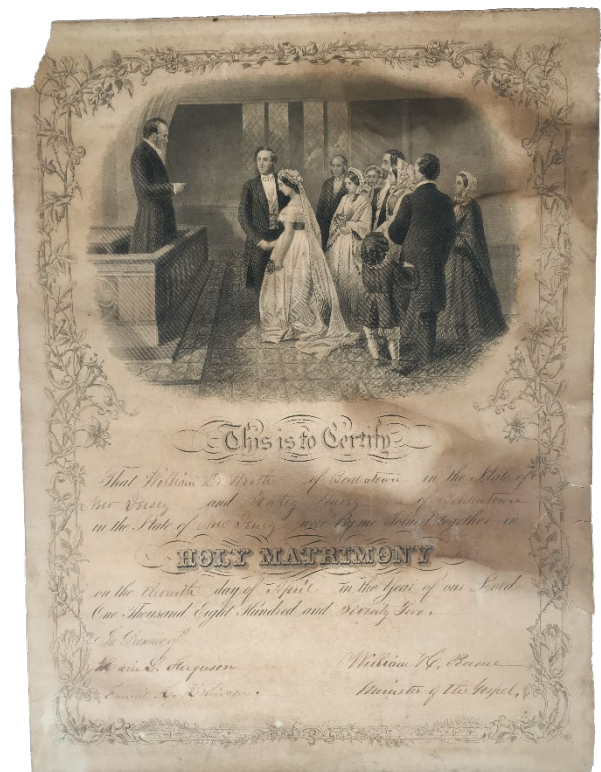 This is to Certify
That William of Bordentown in the State of
New Jersey and of Bordentown
in the State of New Jersey were by me Joined together in
HOLY MATRIMONY
on the eleventh day of April in the Year of our Lord
One Thousand Eight Hundred and Seventy Two.
In Presence of
Ferguson William H.
Minister of the Gospel.